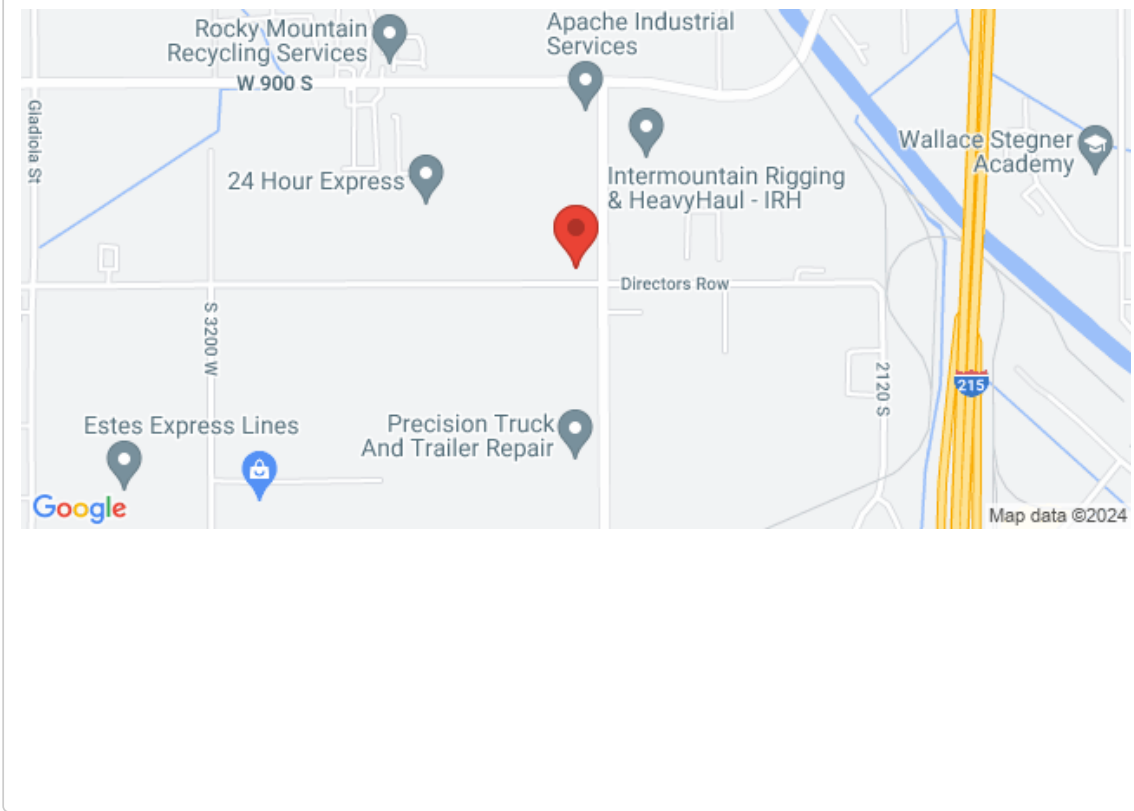 Rocky Mountain
Recycling Services
Apache Industrial
Services
W 900 S
Gladiola St
Wallace Stegner
Academy
24 Hour Express
Intermountain Rigging
& HeavyHaul - IRH
Directors Row
S 3200 W
2120 S
215
Estes Express Lines
Precision Truck
And Trailer Repair
Google
Map data ©2024